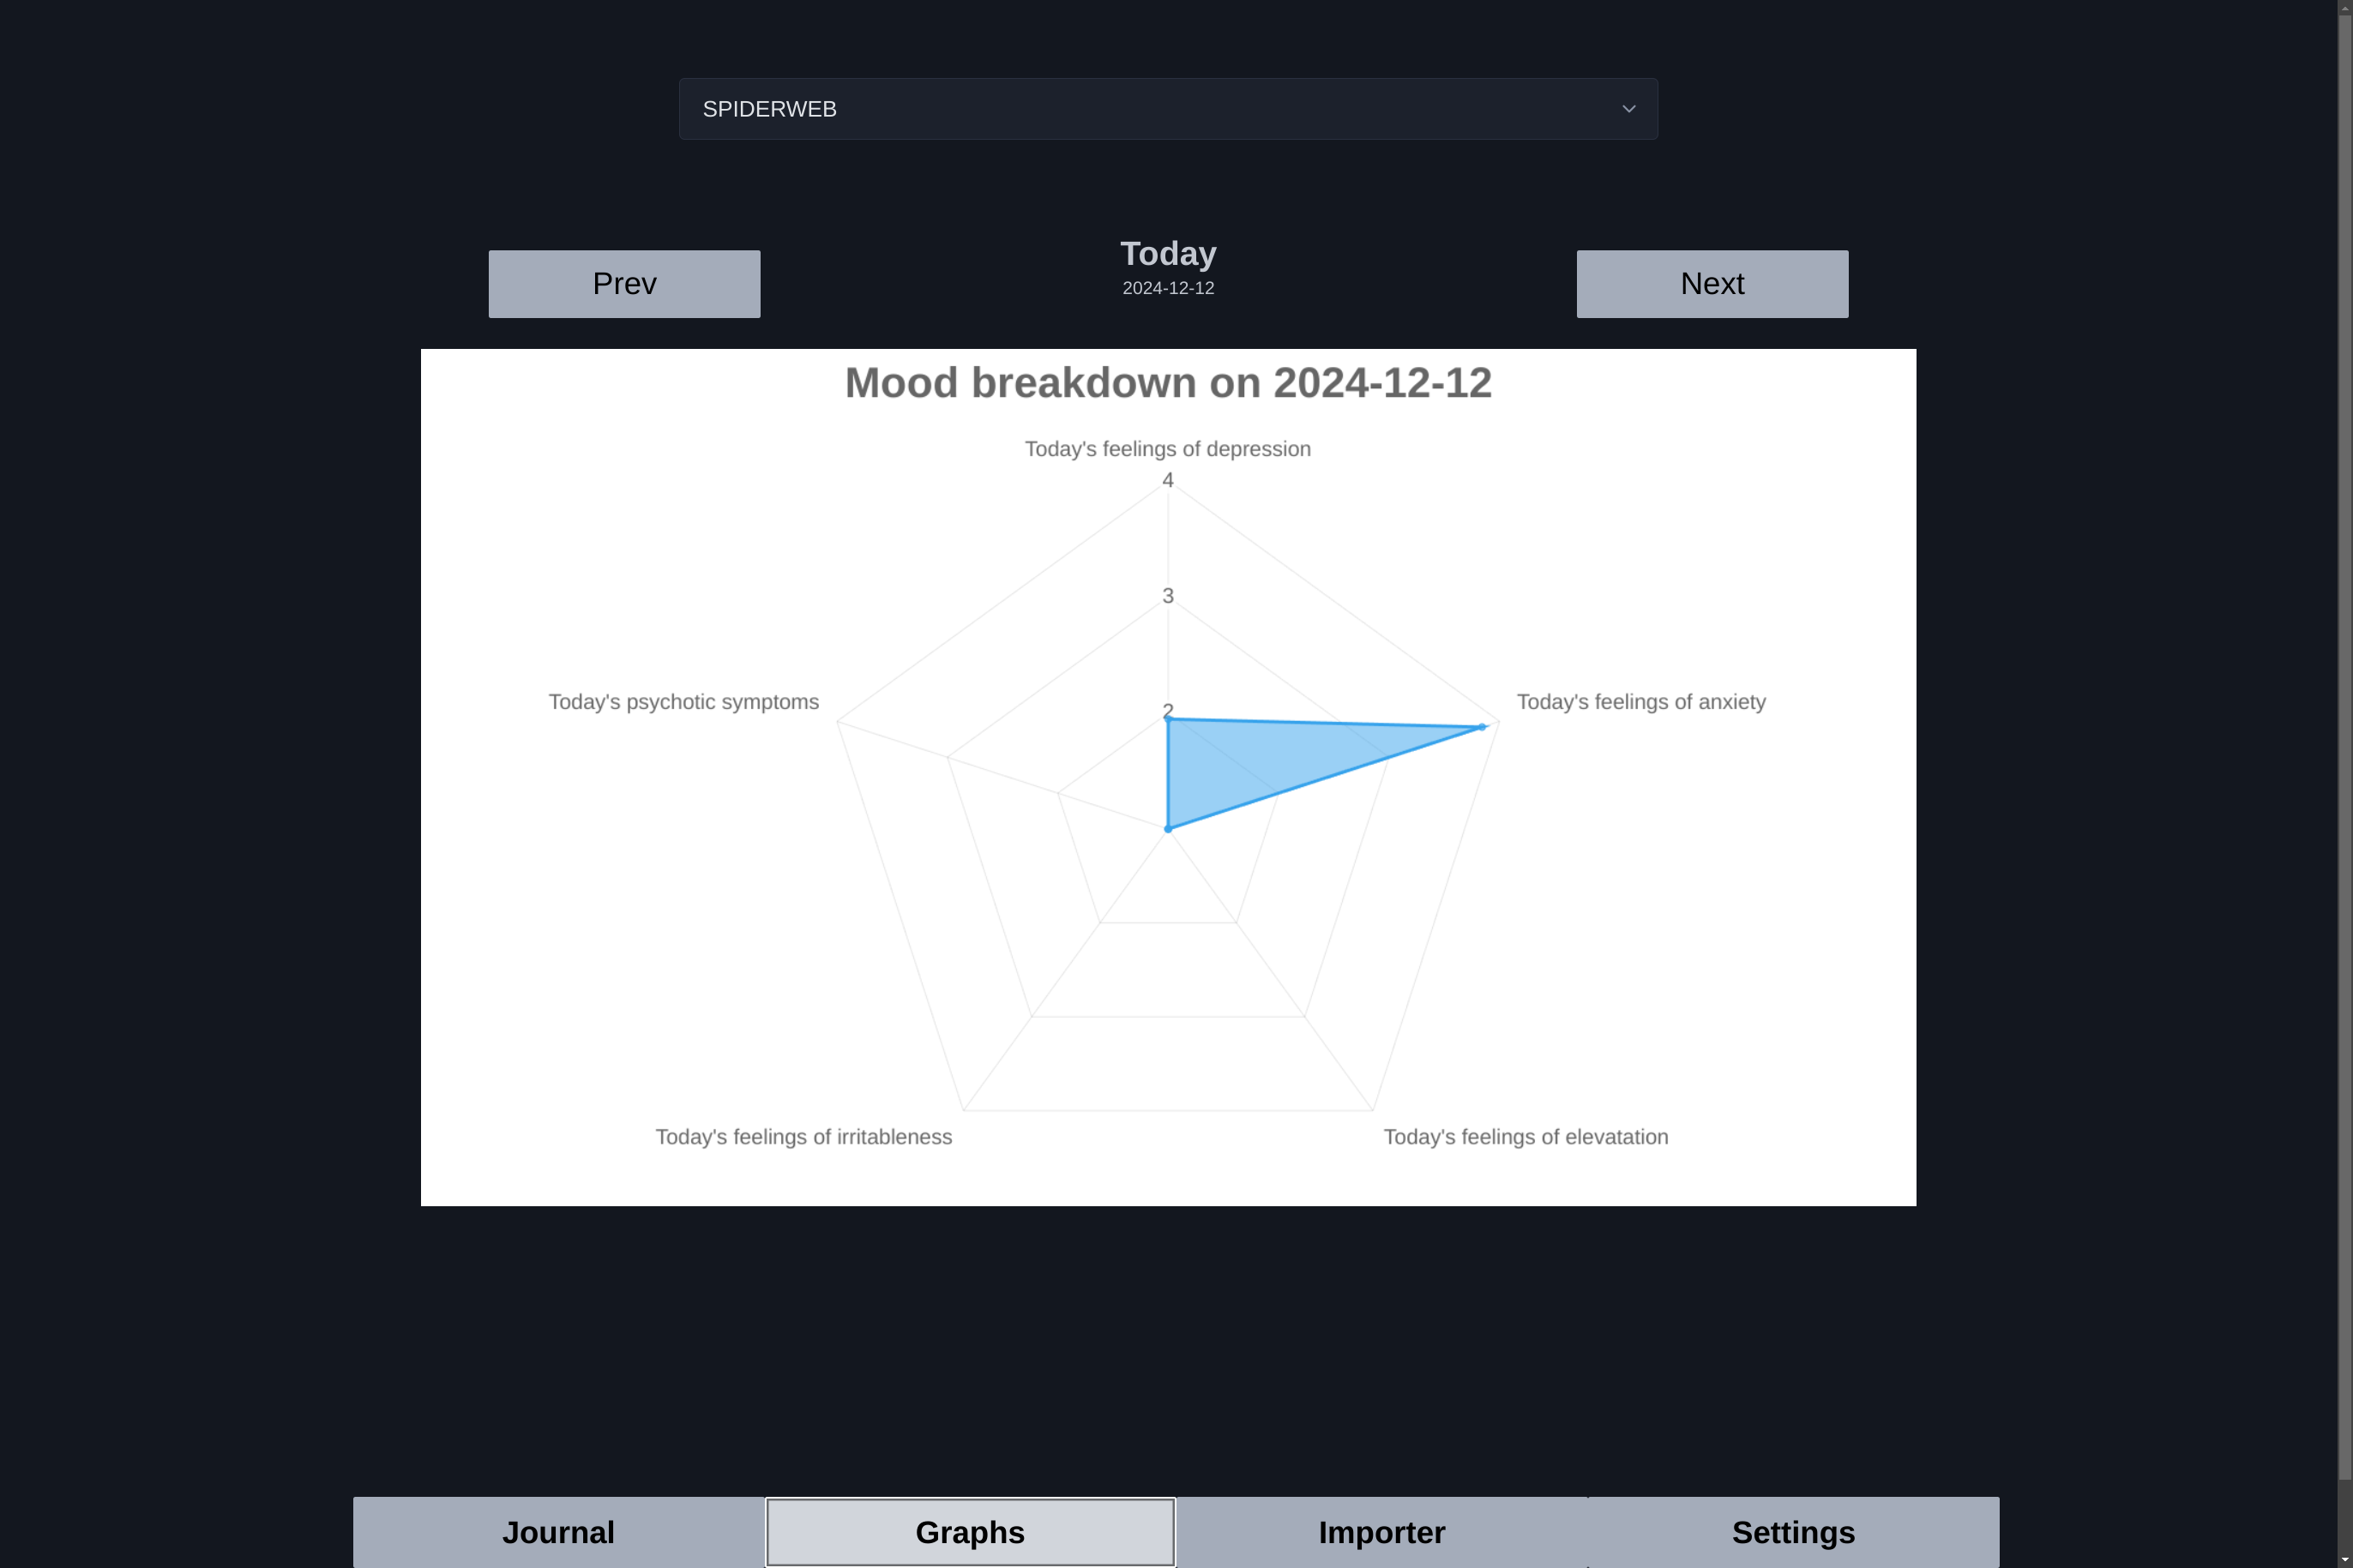 SPIDERWEB
Prev
Today
2024-12-12
Next
Mood breakdown on 2024-12-12
Today's feelings of depression
4
3
2
Today's psychotic symptoms
Today's feelings of anxiety
Today's feelings of irritableness
Today's feelings of elevatation
Journal
Graphs
Importer
Settings